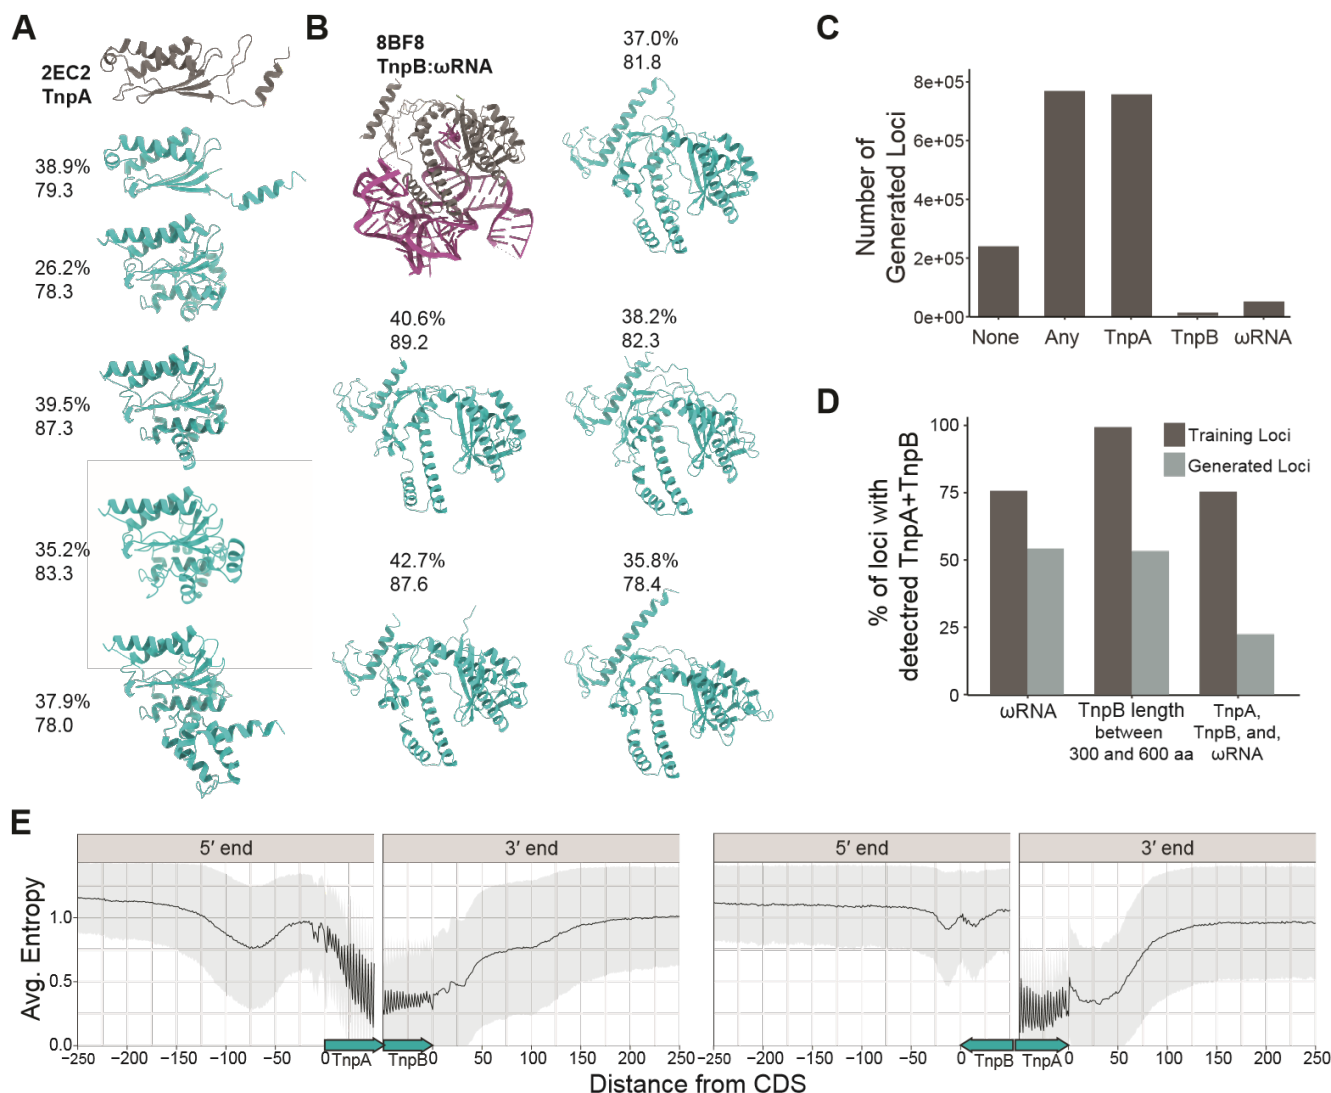 A
2EC2
TnpA
38.9%
79.3
26.2%
78.3
39.5%
87.3
35.2%
83.3
37.9%
78.0
B
8BF8
TnpB:ωRNA
37.0%
81.8
40.6%
89.2
38.2%
82.3
42.7%
87.6
35.8%
78.4
C
Number of
Generated Loci
8e+05
6e+05
4e+05
2e+05
0e+00
None Any TnpA TnpB ωRNA
D
% of loci with
detectred TnpA+TnpB
100
75
50
25
0
Training Loci
Generated Loci
ωRNA
TnpB length
between
300 and 600 aa
TnpA,
TnpB, and,
ωRNA
E
Avg. Entropy
1.0
0.5
0.0
5′ end
3′ end
5′ end
3′ end
TnpA
TnpB
TnpB
TnpA
−250 −200 −150 −100 −50 0
0 50 100 150 200 250
−250 −200 −150 −100 −50 0
0 50 100 150 200 250
Distance from CDS